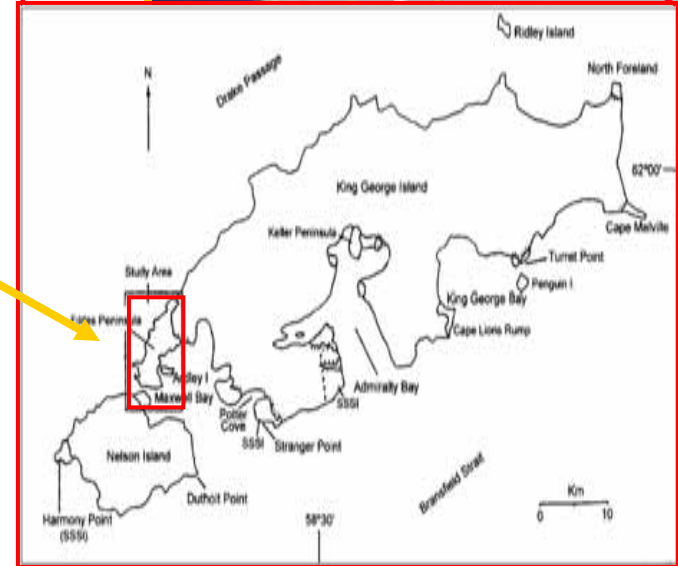 Ridley Island
North Foreland
Drake Passage
N
62°00'
King George Island
Keller Peninsula
Cape Melville
Turret Point
Study Area
Penguin I.
King George Bay
Fildes Peninsula
Cape Lions Rump
Ardley I
Admiralty Bay
Maxwell Bay
SSSI
Potter
Cove
SSSI
Stranger Point
Nelson Island
Bransfield Strait
Duthoit Point
Km
0
10
Harmony Point
(SSSI)
58°30'